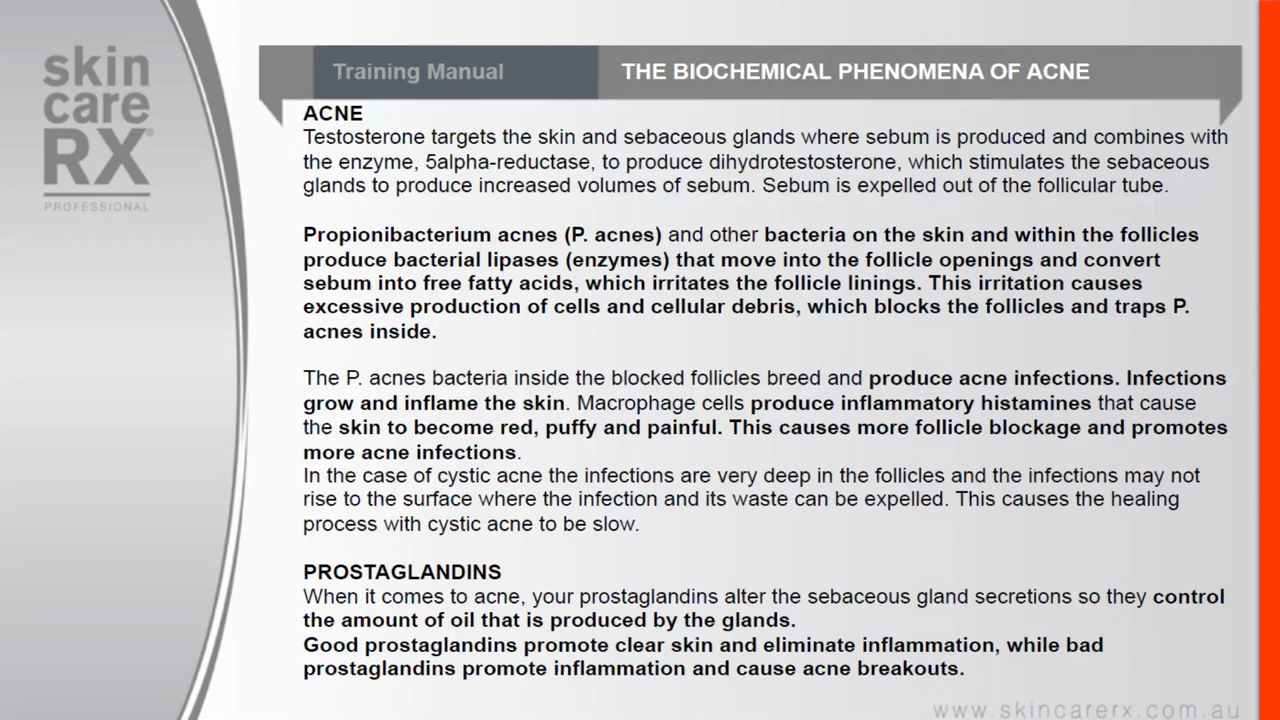 skin
care
RX®
PROFESSIONAL
Training Manual
THE BIOCHEMICAL PHENOMENA OF ACNE
ACNE
Testosterone targets the skin and sebaceous glands where sebum is produced and combines with
the enzyme, 5alpha-reductase, to produce dihydrotestosterone, which stimulates the sebaceous
glands to produce increased volumes of sebum. Sebum is expelled out of the follicular tube.
Propionibacterium acnes (P. acnes) and other bacteria on the skin and within the follicles
produce bacterial lipases (enzymes) that move into the follicle openings and convert
sebum into free fatty acids, which irritates the follicle linings. This irritation causes
excessive production of cells and cellular debris, which blocks the follicles and traps P.
acnes inside.
The P. acnes bacteria inside the blocked follicles breed and produce acne infections. Infections
grow and inflame the skin. Macrophage cells produce inflammatory histamines that cause
the skin to become red, puffy and painful. This causes more follicle blockage and promotes
more acne infections.
In the case of cystic acne the infections are very deep in the follicles and the infections may not
rise to the surface where the infection and its waste can be expelled. This causes the healing
process with cystic acne to be slow.
PROSTAGLANDINS
When it comes to acne, your prostaglandins alter the sebaceous gland secretions so they control
the amount of oil that is produced by the glands.
Good prostaglandins promote clear skin and eliminate inflammation, while bad
prostaglandins promote inflammation and cause acne breakouts.
www.skincarerx.com.au